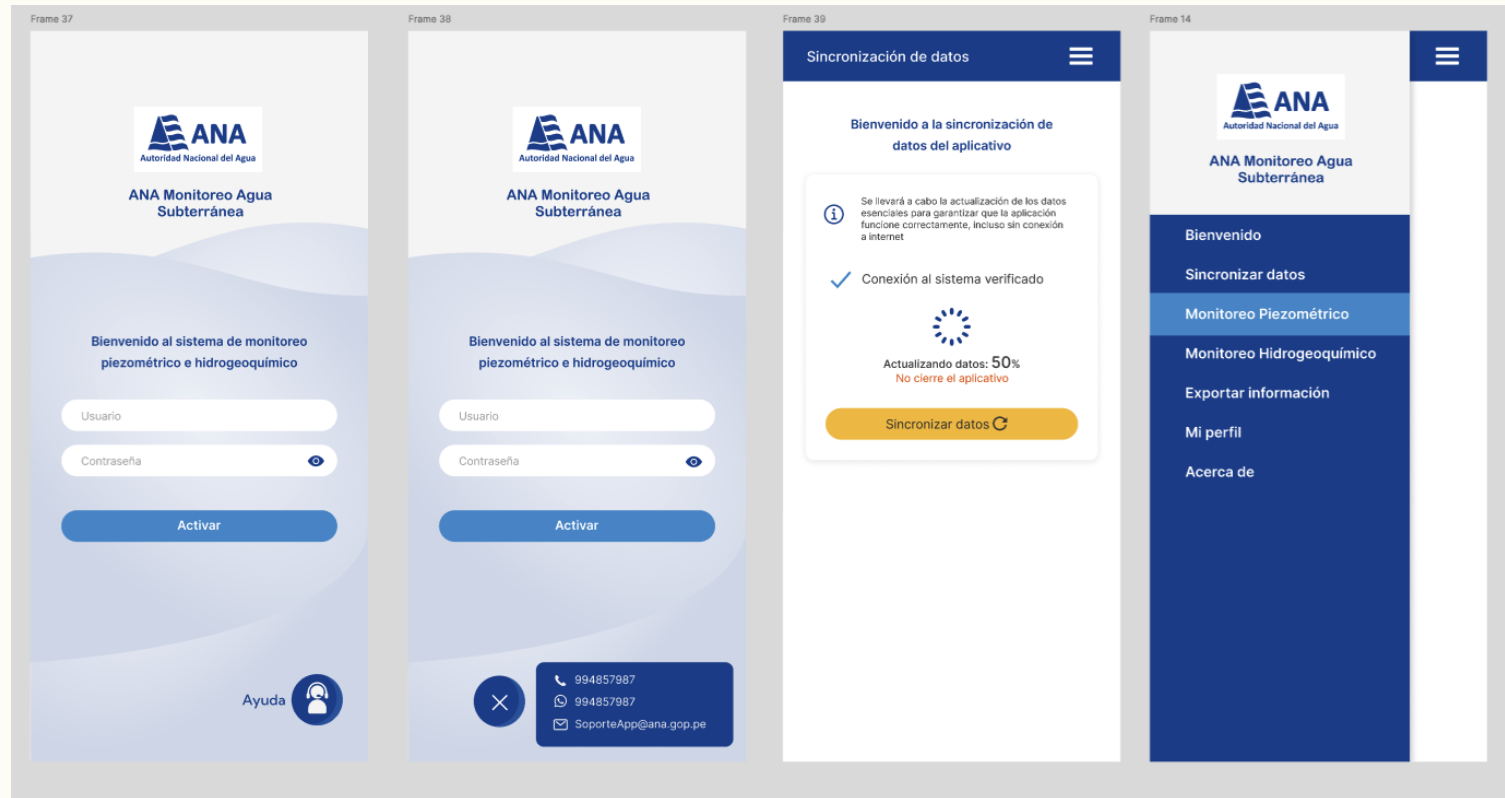 Frame 37
ANA
Autoridad Nacional del Agua
ANA Monitoreo Agua
Subterránea
Bienvenido al sistema de monitoreo
piezométrico e hidrogeoquímico
Usuario
Contraseña
Activar
Ayuda
Frame 38
ANA
Autoridad Nacional del Agua
ANA Monitoreo Agua
Subterránea
Bienvenido al sistema de monitoreo
piezométrico e hidrogeoquímico
Usuario
Contraseña
Activar
994857987
994857987
SoporteApp@ana.gop.pe
Frame 39
Sincronización de datos
Bienvenido a la sincronización de
datos del aplicativo
Se llevará a cabo la actualización de los datos
esenciales para garantizar que la aplicación
funcione correctamente, incluso sin conexión
a internet
Conexión al sistema verificado
Actualizando datos: 50%
No cierre el aplicativo
Sincronizar datos
Frame 14
ANA
Autoridad Nacional del Agua
ANA Monitoreo Agua
Subterránea
Bienvenido
Sincronizar datos
Monitoreo Piezométrico
Monitoreo Hidrogeoquímico
Exportar información
Mi perfil
Acerca de